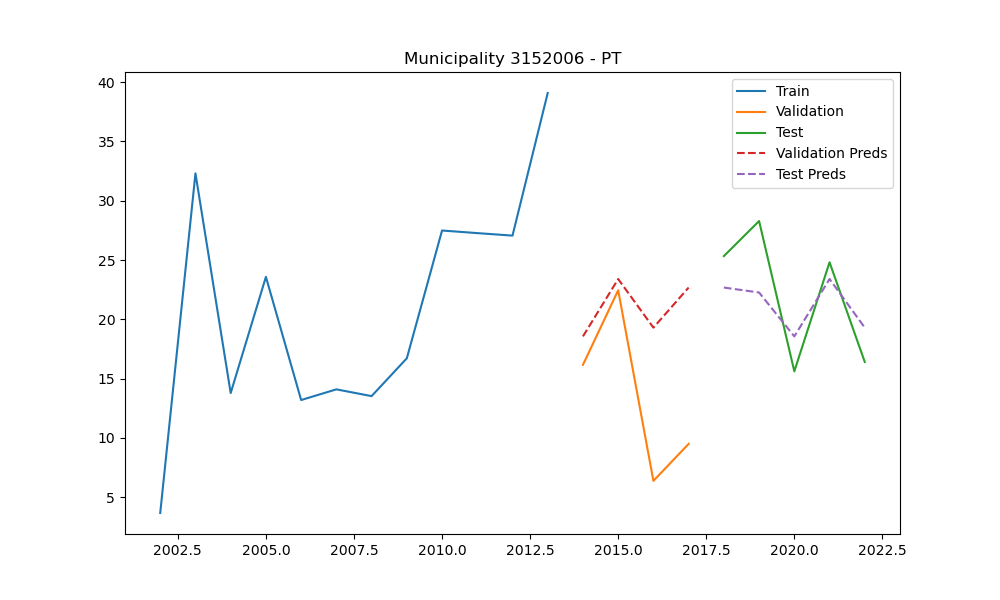 Municipality 3152006 - PT
40
35
30
25
20
15
10
5
Train
Validation
Test
Validation Preds
Test Preds
2002.5 2005.0 2007.5 2010.0 2012.5 2015.0 2017.5 2020.0 2022.5